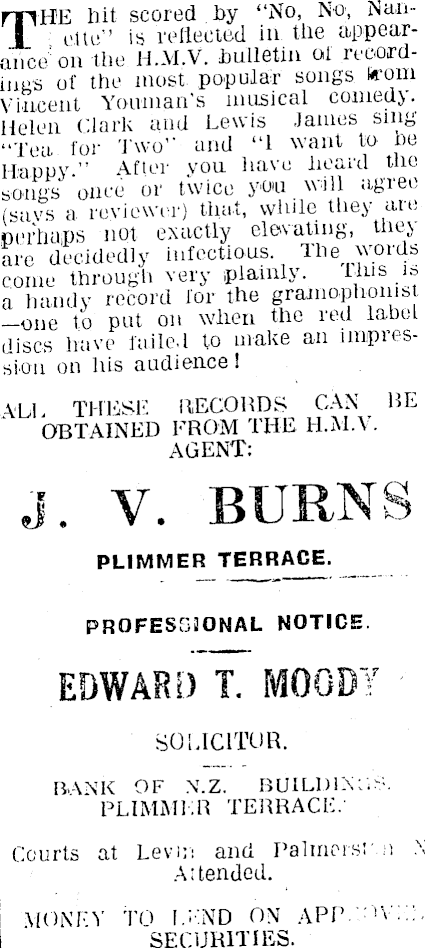 THE hit scored by "No, No, Nan-
ette" is reflected in the appear-
ance on the H.M.V. bulletin of record-
ings of the most popular songs from
Vincent Youman's musical comedy.
Helen Clark and Lewis James sing
"Tea for Two" and "I want to be
Happy." After you have heard the
songs once or twice you will agree
(says a reviewer) that, while they are
perhaps not exactly elevating, they
are decidedly infectious. The words
come through very plainly. This is
a handy record for the gramophonist
—one to put on when the red label
discs have failed to make an impres-
sion on his audience!
ALL THESE RECORDS CAN BE
OBTAINED FROM THE H.M.V.
AGENT:
J. V. BURNS
PLIMMER TERRACE.
PROFESSIONAL NOTICE.
EDWARD T. MOODY
SOLICITOR.
BANK OF N.Z. BUILDINGS.
PLIMMER TERRACE.
Courts at Levin and Palmerston N
Attended.
MONEY TO LEND ON APPROVED
SECURITIES.